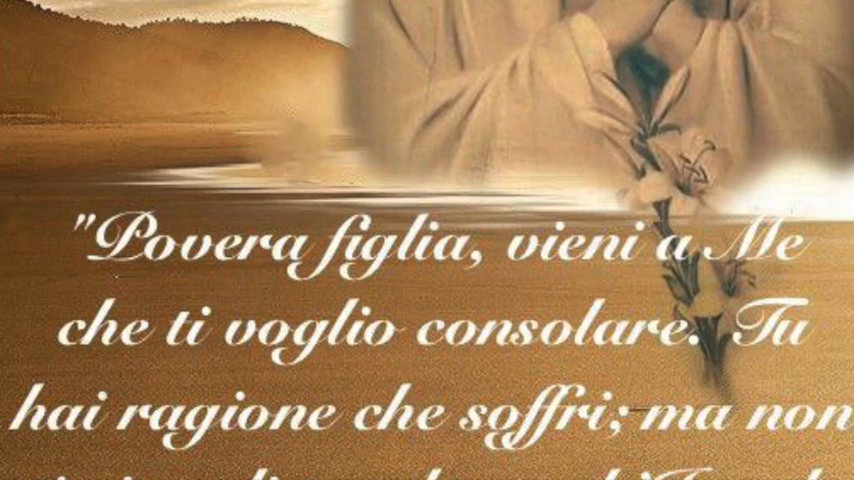 "Povera figlia, vieni a Me
che ti voglio consolare. Tu
hai ragione che soffri; ma non